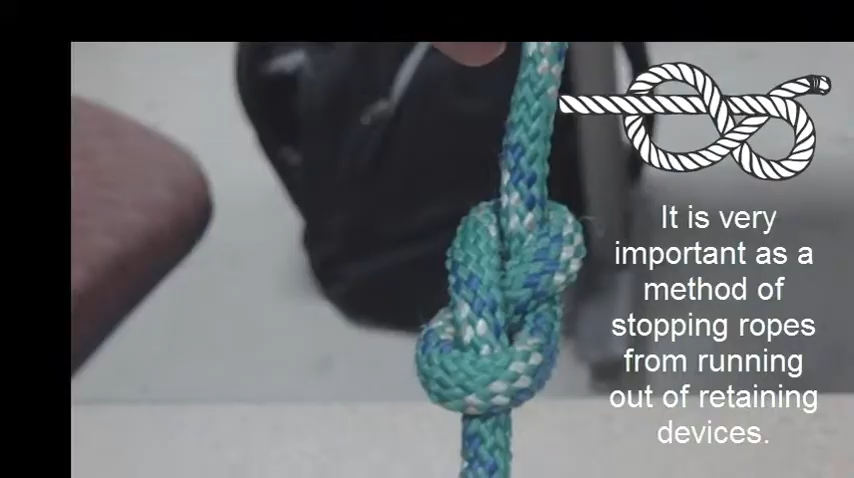 It is very
important as a
method of
stopping ropes
from running
out of retaining
devices.